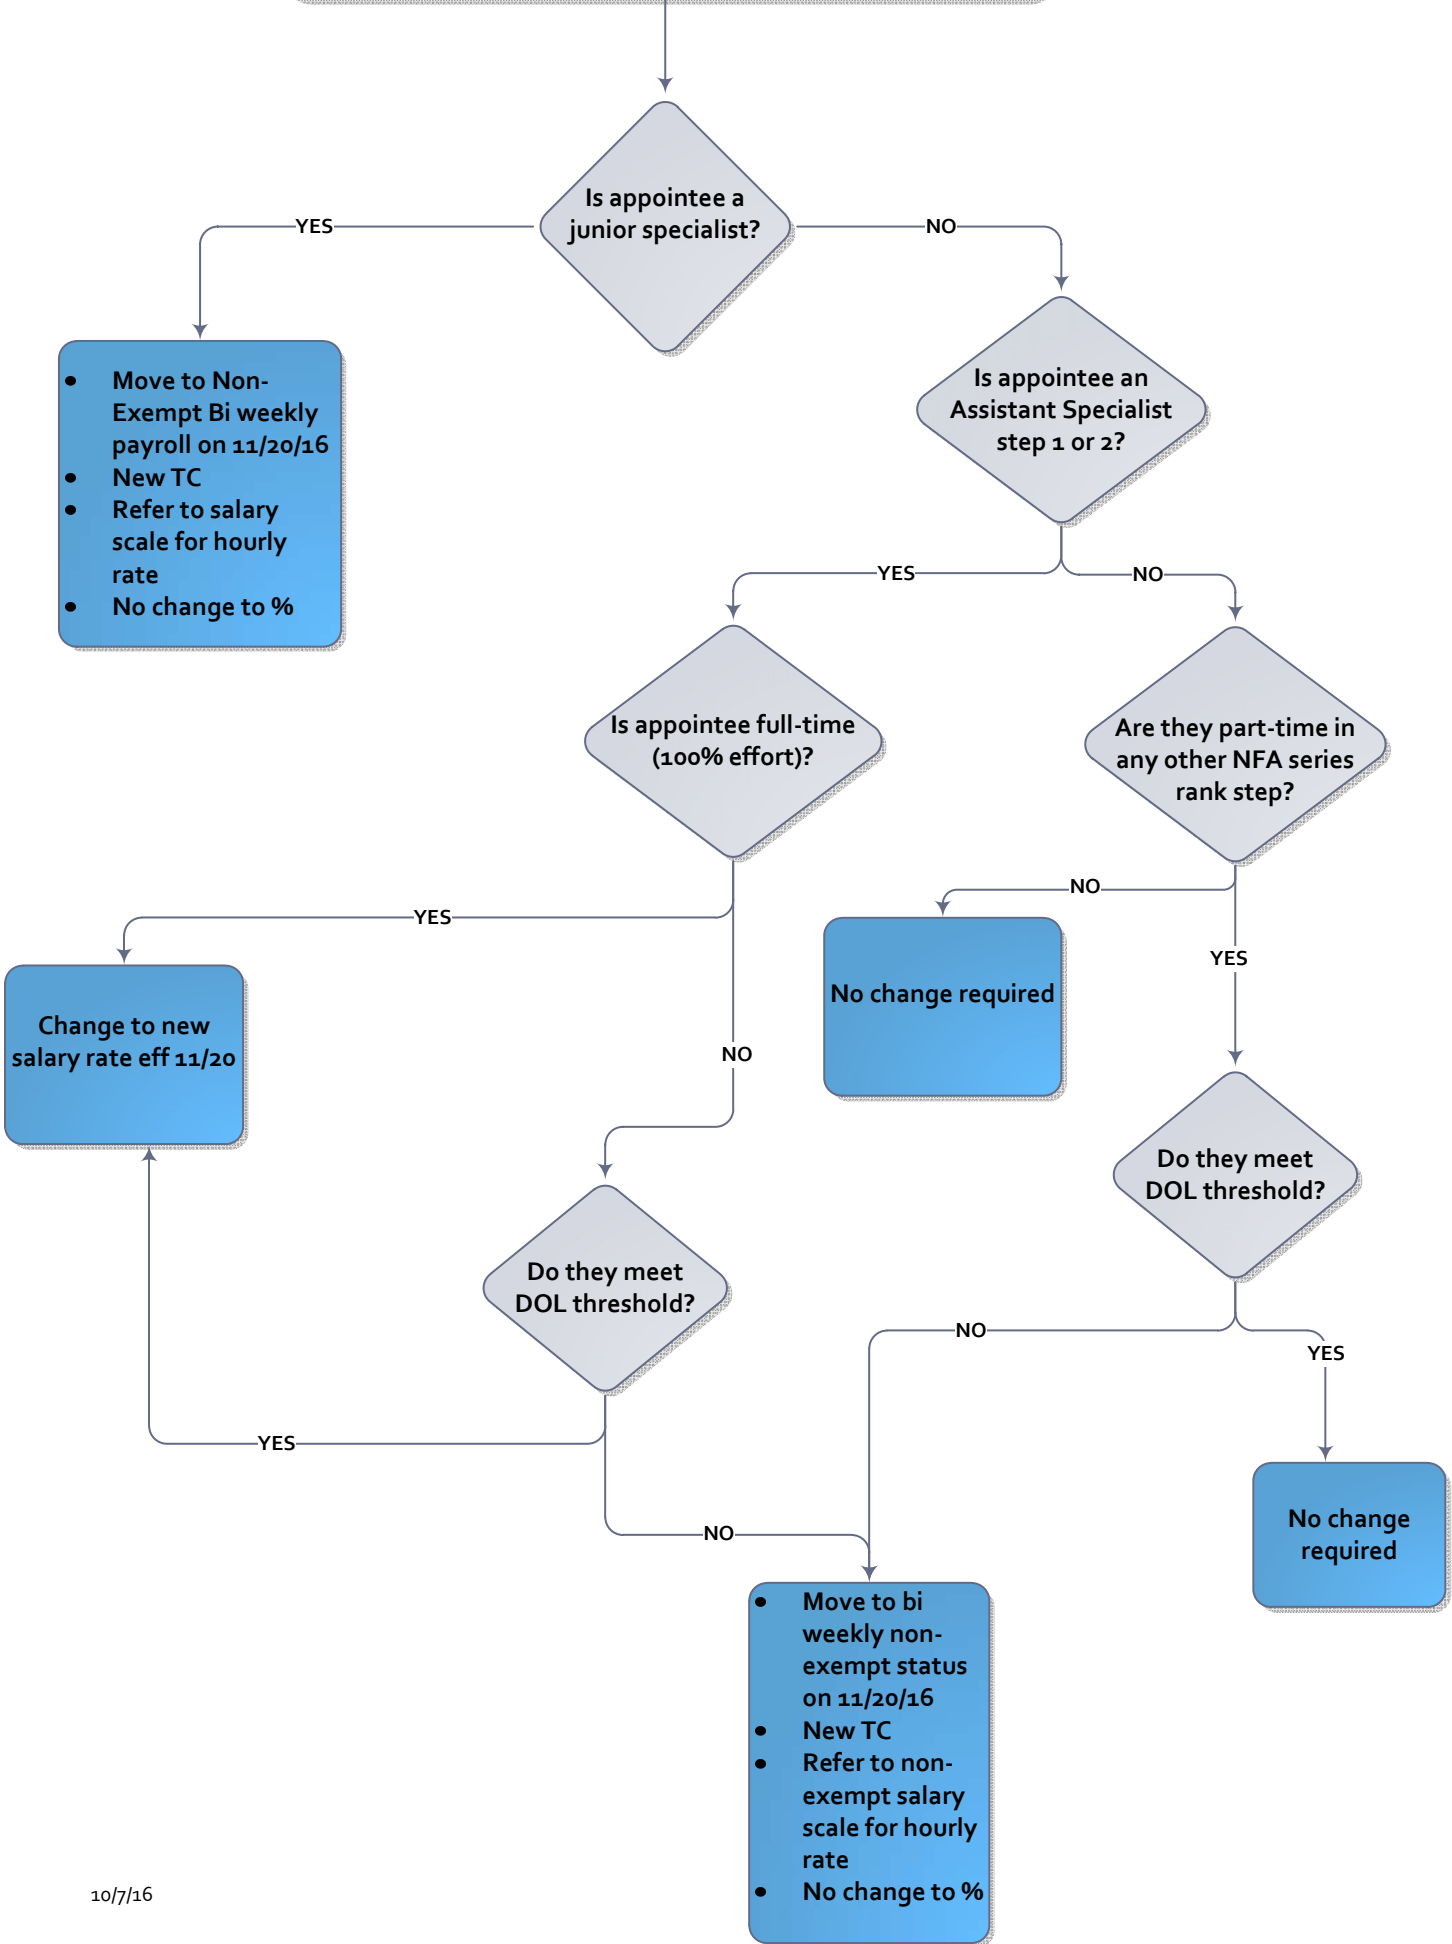 Is appointee a
junior specialist?
YES
NO
• Move to Non-
Exempt Bi weekly
payroll on 11/20/16
• New TC
• Refer to salary
scale for hourly
rate
• No change to %
Is appointee an
Assistant Specialist
step 1 or 2?
YES
NO
Is appointee full-time
(100% effort)?
Are they part-time in
any other NFA series
rank step?
NO
YES
YES
Change to new
salary rate eff 11/20
No change required
NO
Do they meet
DOL threshold?
Do they meet
DOL threshold?
NO
YES
YES
NO
No change
required
• Move to bi
weekly non-
exempt status
on 11/20/16
• New TC
• Refer to non-
exempt salary
scale for hourly
rate
• No change to %
10/7/16